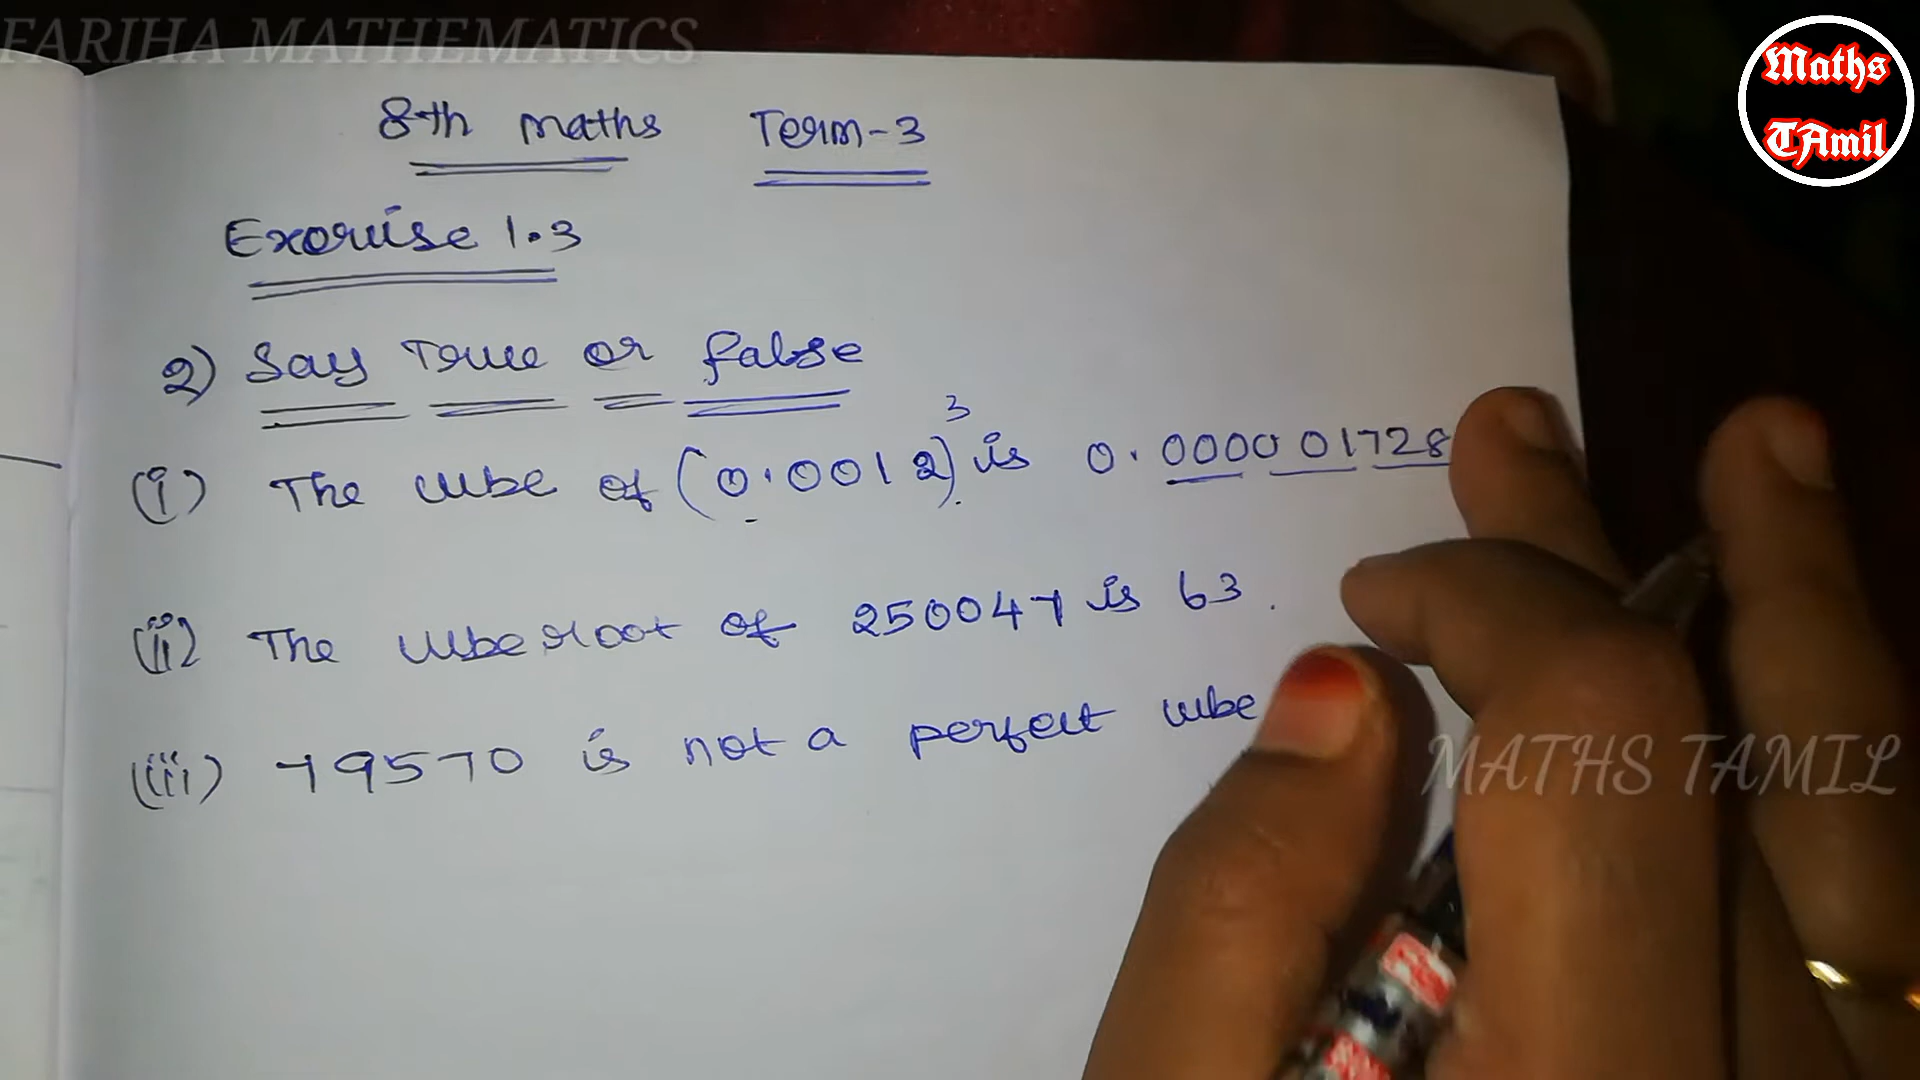 FARIHA MATHEMATICS
Maths
TAmil
8th maths Term-3
Exercise 1.3
2) Say True or false
(i) The cube of (0.0012)³ is 0.000001728
(ii) The cube root of 250047 is 63.
(iii) 79570 is not a perfect cube
MATHS TAMIL